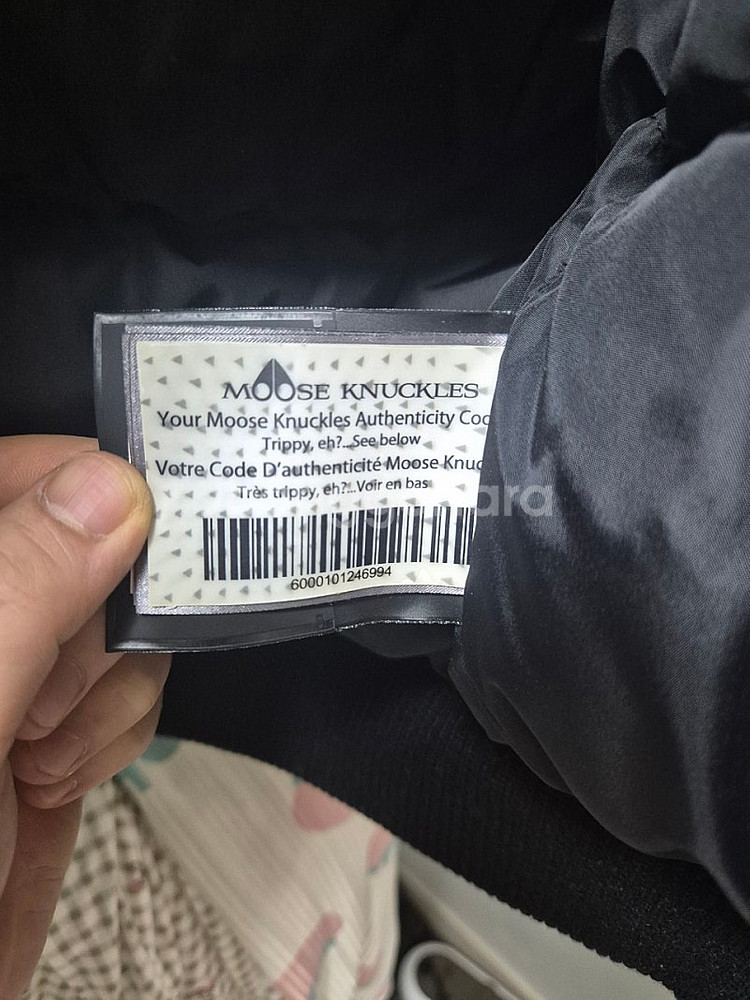 MOOSE KNUCKLES
Your Moose Knuckles Authenticity
Trippy, eh?...See below
Votre Code D'authenticité Moose
Très trippy, eh?...Voir en bas
6000101246994